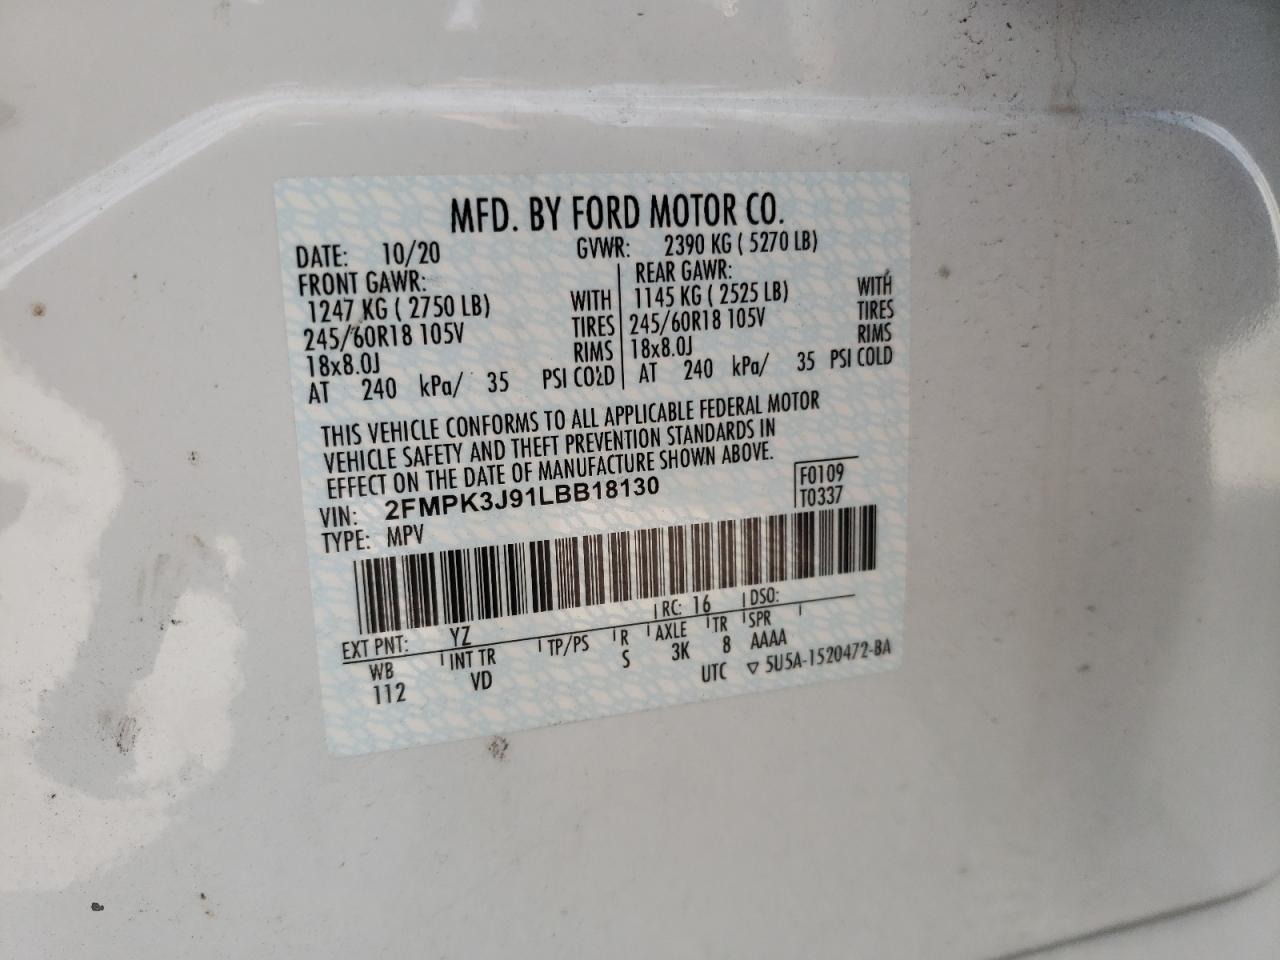 MFD. BY FORD MOTOR CO.
DATE: 10/20 GVWR: 2390 KG ( 5270 LB)
FRONT GAWR: REAR GAWR:
1247 KG ( 2750 LB) WITH 1145 KG ( 2525 LB) WITH
245/60R18 105V TIRES 245/60R18 105V TIRES
18x8.0J RIMS 18x8.0J RIMS
AT 240 kPa/ 35 PSI COLD AT 240 kPa/ 35 PSI COLD
THIS VEHICLE CONFORMS TO ALL APPLICABLE FEDERAL MOTOR
VEHICLE SAFETY AND THEFT PREVENTION STANDARDS IN
EFFECT ON THE DATE OF MANUFACTURE SHOWN ABOVE.
VIN: 2FMPK3J91LBB18130 F0109
TYPE: MPV T0337
EXT PNT: YZ RC: 16 DSO:
WB INT TR TP/PS R AXLE TR SPR
112 VD S 3K 8 AAAA
UTC ▽ 5U5A-1520472-BA